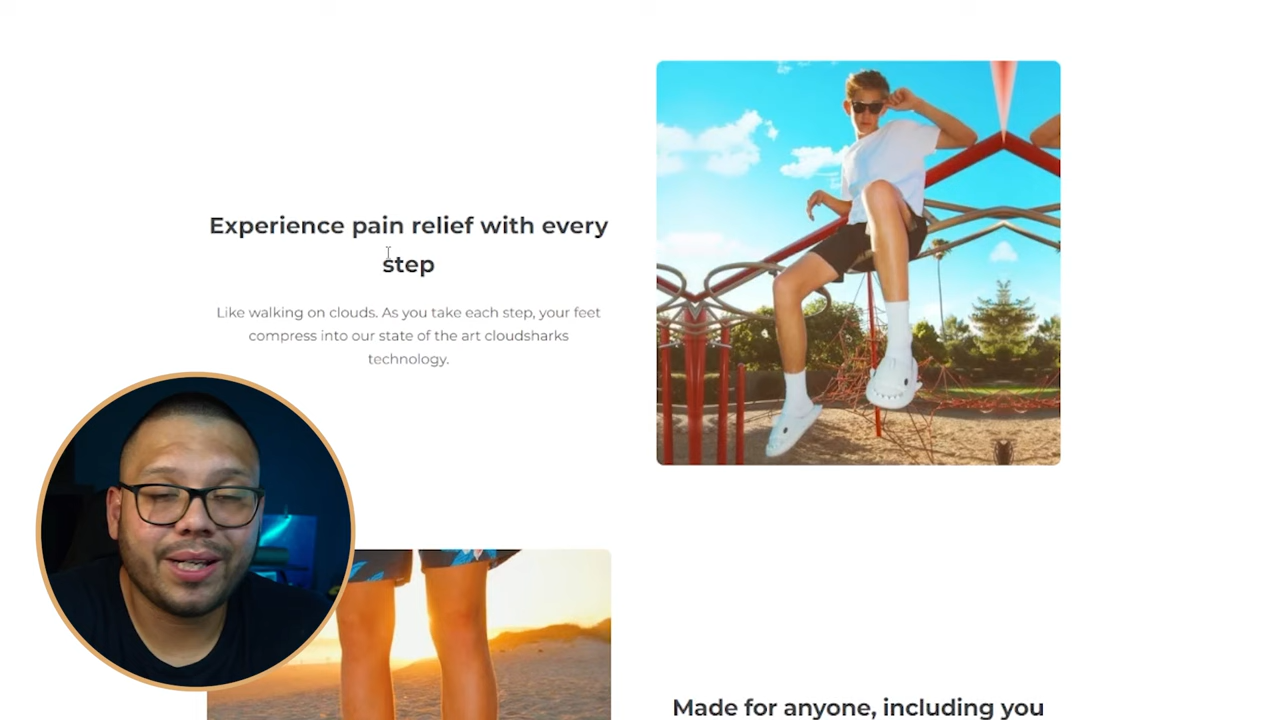 Experience pain relief with every
step
Like walking on clouds. As you take each step, your feet
compress into our state of the art cloudsharks
technology.
Made for anyone, including you